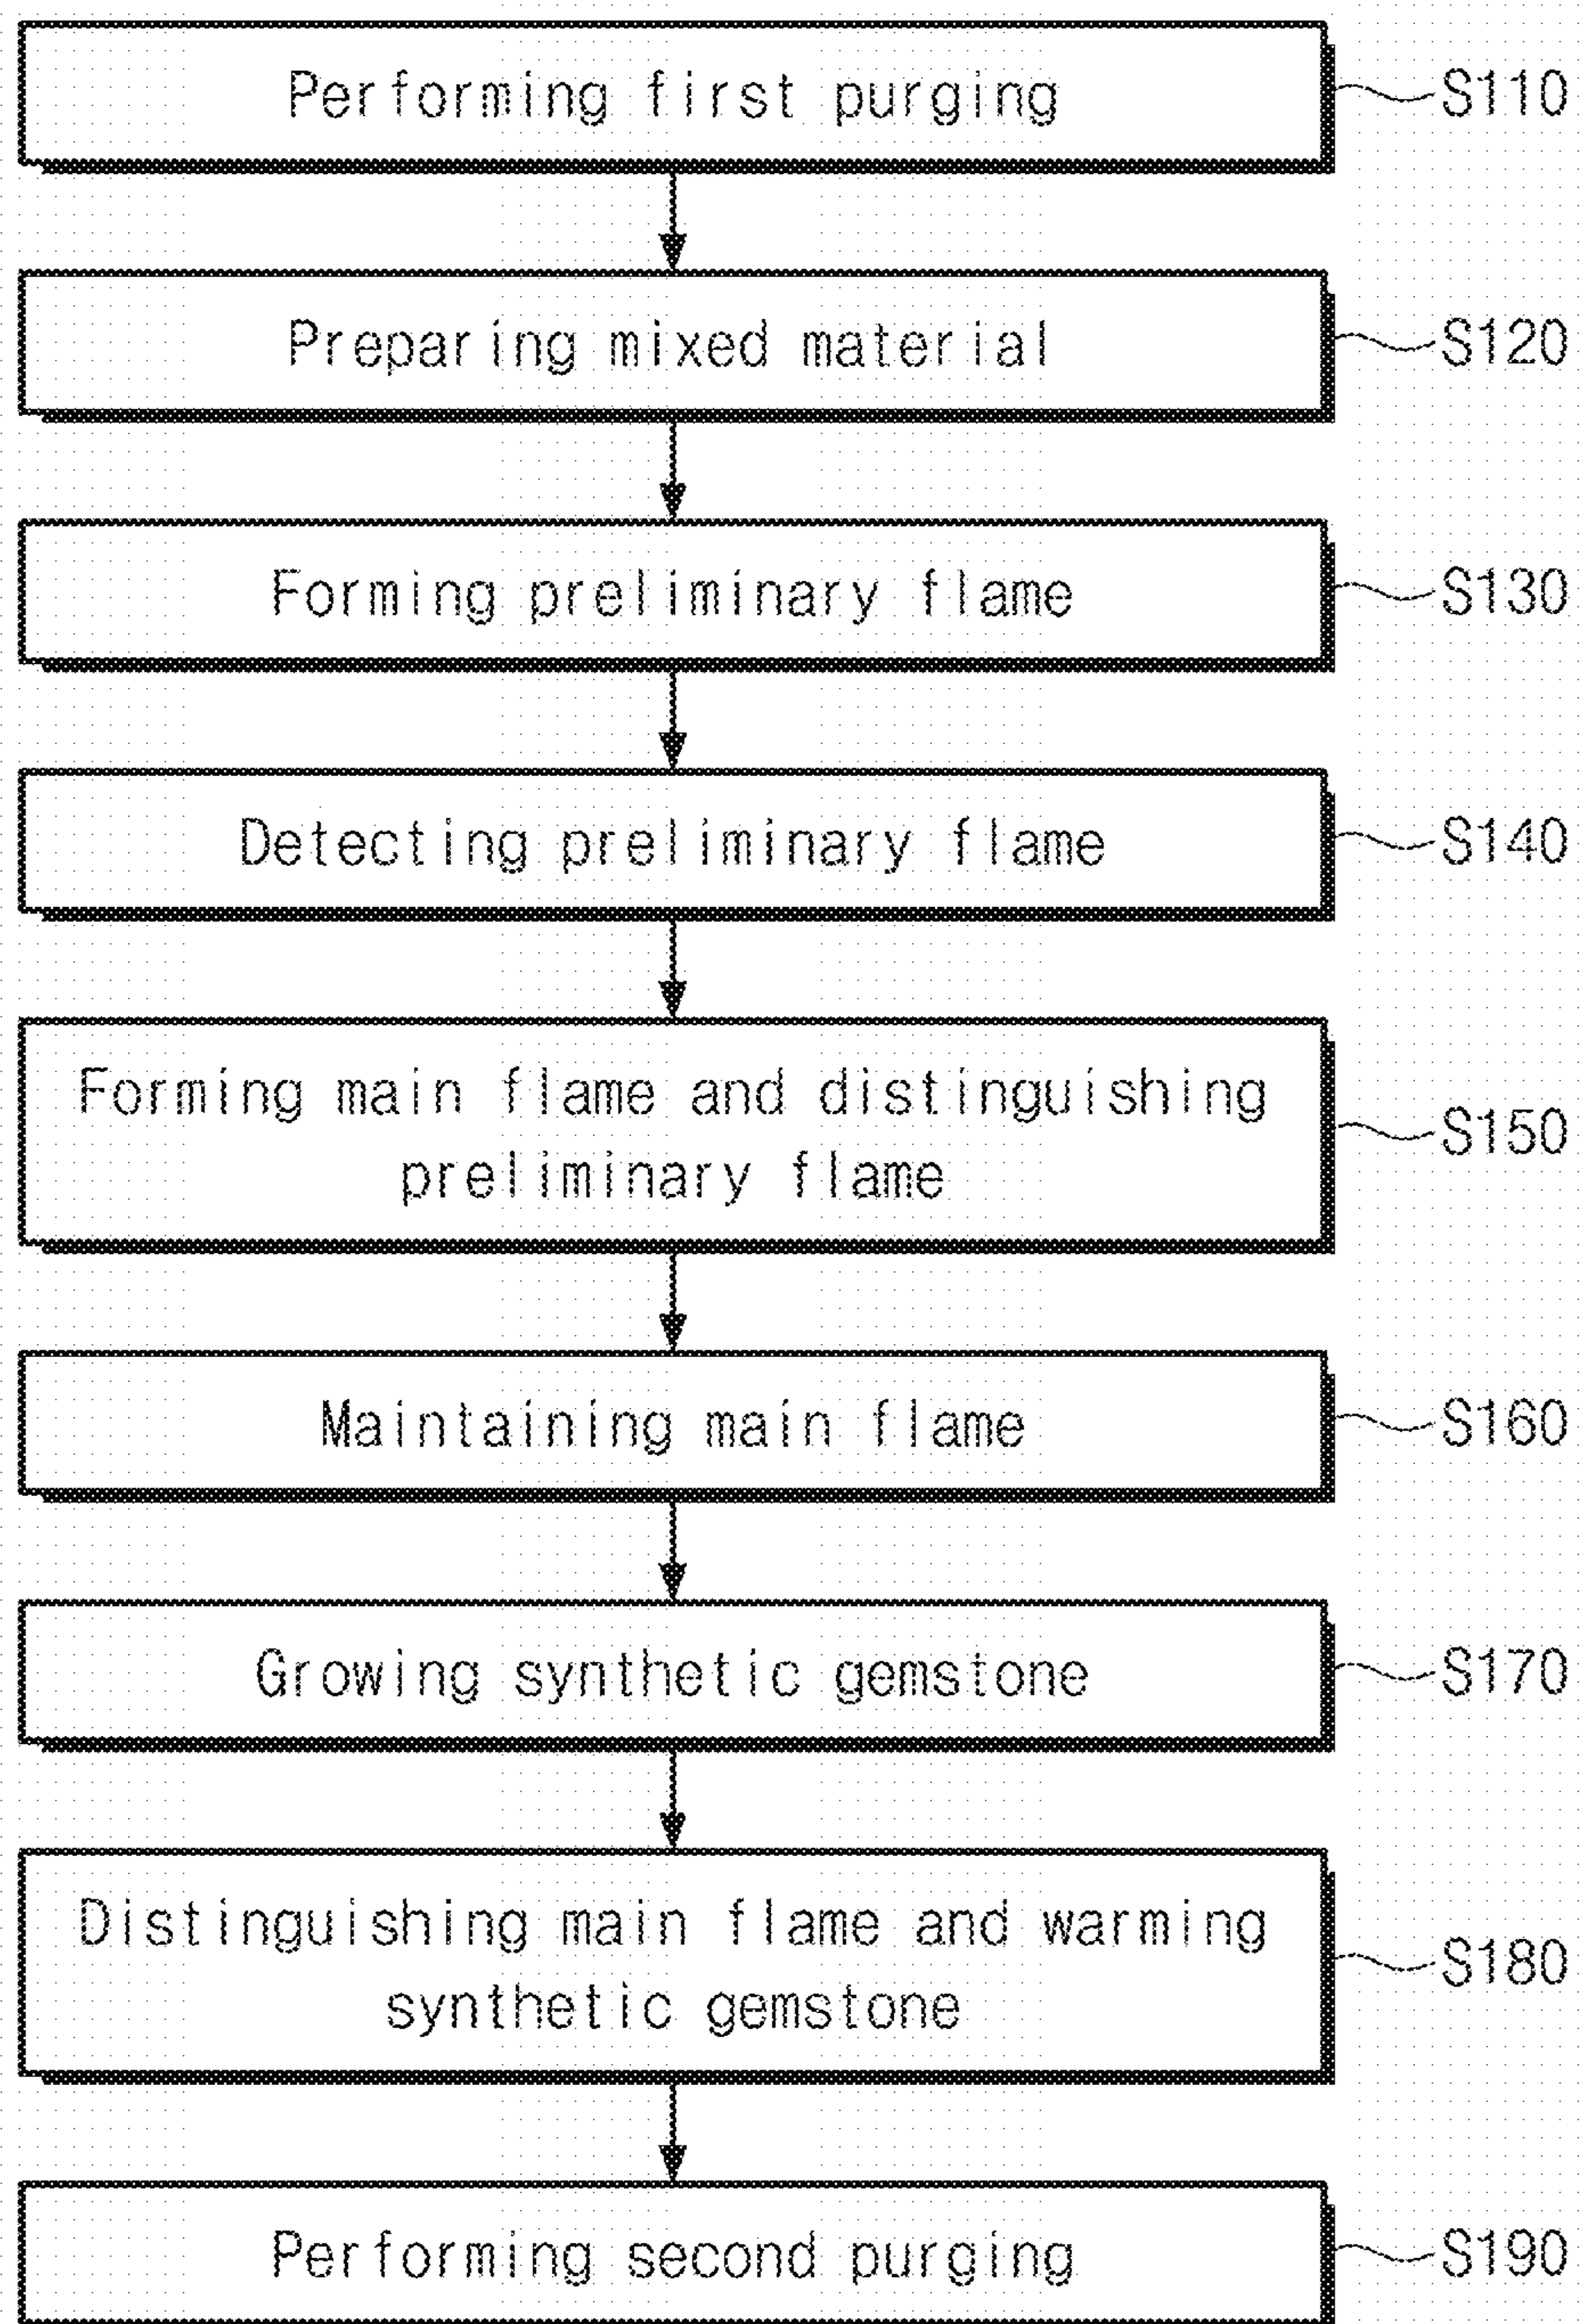 Performing first purging
S110
Preparing mixed material
S120
Forming preliminary flame
S130
Detecting preliminary flame
S140
Forming main flame and distinguishing
preliminary flame
S150
Maintaining main flame
S160
Growing synthetic gemstone
S170
Distinguishing main flame and warming
synthetic gemstone
S180
Performing second purging
S190